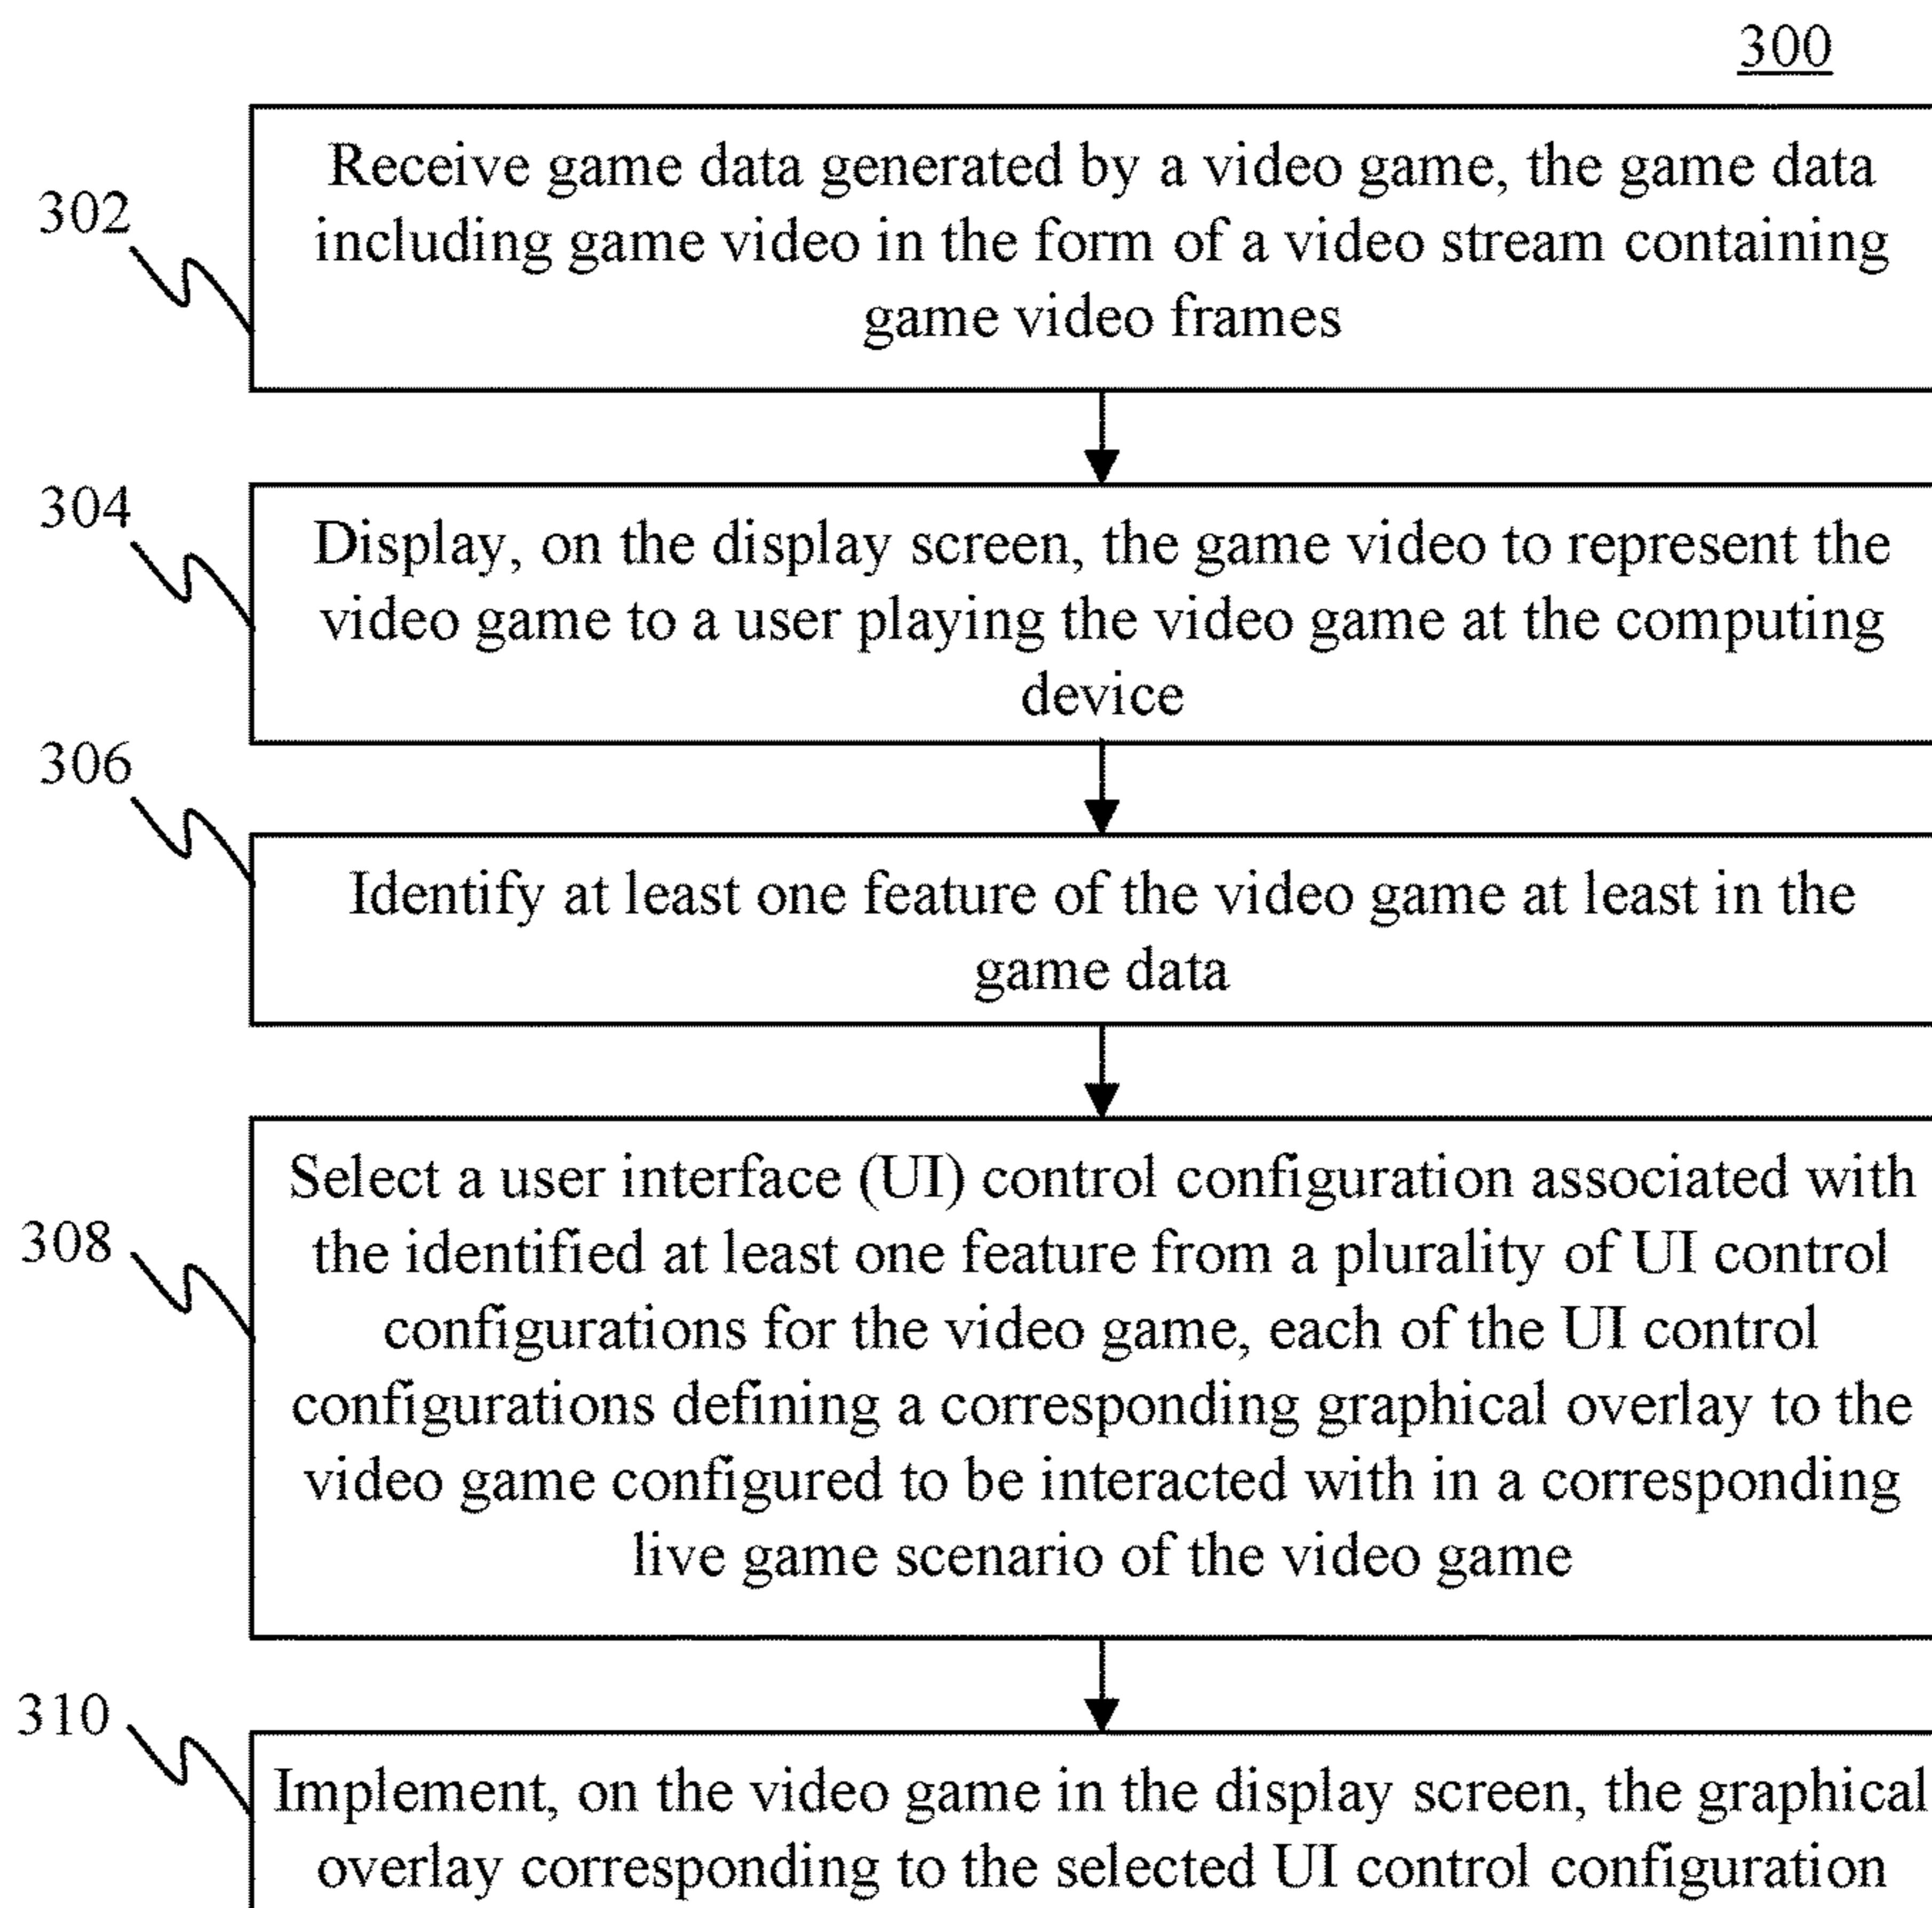 300
302
Receive game data generated by a video game, the game data
including game video in the form of a video stream containing
game video frames
304
Display, on the display screen, the game video to represent the
video game to a user playing the video game at the computing
device
306
Identify at least one feature of the video game at least in the
game data
308
Select a user interface (UI) control configuration associated with
the identified at least one feature from a plurality of UI control
configurations for the video game, each of the UI control
configurations defining a corresponding graphical overlay to the
video game configured to be interacted with in a corresponding
live game scenario of the video game
310
Implement, on the video game in the display screen, the graphical
overlay corresponding to the selected UI control configuration